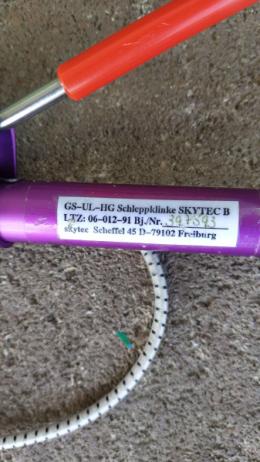 GS-UL-HG Schleppklinke SKYTEC B
LTZ: 06-012-91 Bj./Nr.
skytec Scheffel 45 D-79102 Freiburg